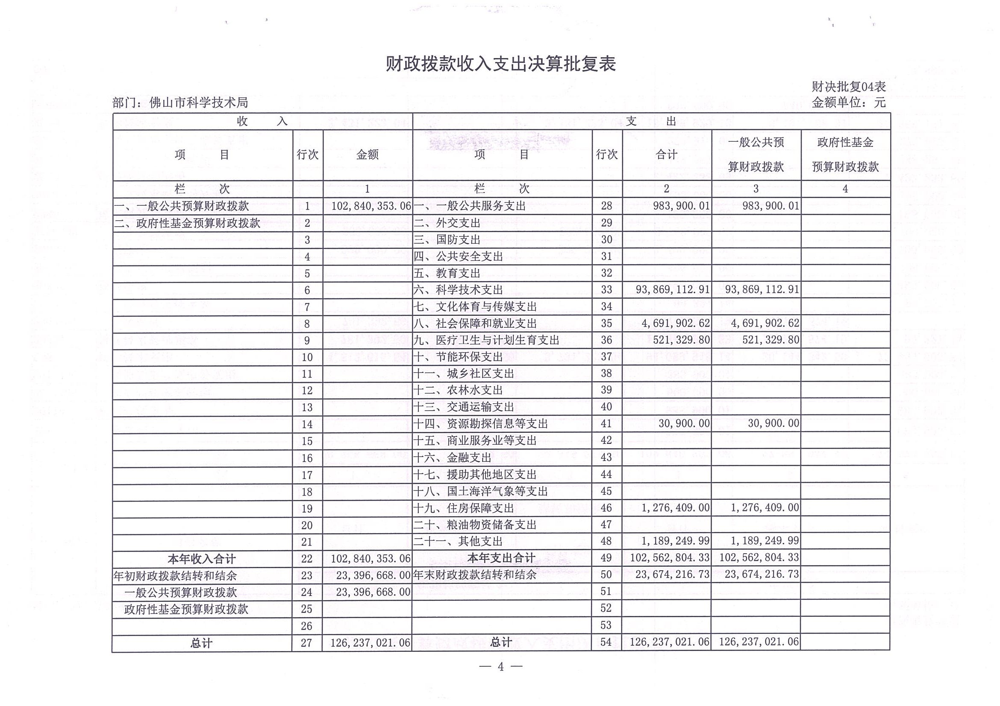 财政拨款收入支出决算批复表
财决批复04表
部门：佛山市科学技术局 金额单位：元
收 入 支 出
项 目 行次 金额 项 目 行次 合计 一般公共预算财政拨款 政府性基金预算财政拨款
栏 次 1 栏 次 2 3 4
一、一般公共预算财政拨款 1 102,840,353.06 一、一般公共服务支出 28 983,900.01 983,900.01
二、政府性基金预算财政拨款 2 二、外交支出 29
3 三、国防支出 30
4 四、公共安全支出 31
5 五、教育支出 32
6 六、科学技术支出 33 93,869,112.91 93,869,112.91
7 七、文化体育与传媒支出 34
8 八、社会保障和就业支出 35 4,691,902.62 4,691,902.62
9 九、医疗卫生与计划生育支出 36 521,329.80 521,329.80
10 十、节能环保支出 37
11 十一、城乡社区支出 38
12 十二、农林水支出 39
13 十三、交通运输支出 40
14 十四、资源勘探信息等支出 41 30,900.00 30,900.00
15 十五、商业服务业等支出 42
16 十六、金融支出 43
17 十七、援助其他地区支出 44
18 十八、国土海洋气象等支出 45
19 十九、住房保障支出 46 1,276,409.00 1,276,409.00
20 二十、粮油物资储备支出 47
21 二十一、其他支出 48 1,189,249.99 1,189,249.99
本年收入合计 22 102,840,353.06 本年支出合计 49 102,562,804.33 102,562,804.33
年初财政拨款结转和结余 23 23,396,668.00 年末财政拨款结转和结余 50 23,674,216.73 23,674,216.73
一般公共预算财政拨款 24 23,396,668.00 51
政府性基金预算财政拨款 25 52
26 53
总计 27 126,237,021.06 总计 54 126,237,021.06 126,237,021.06
— 4 —